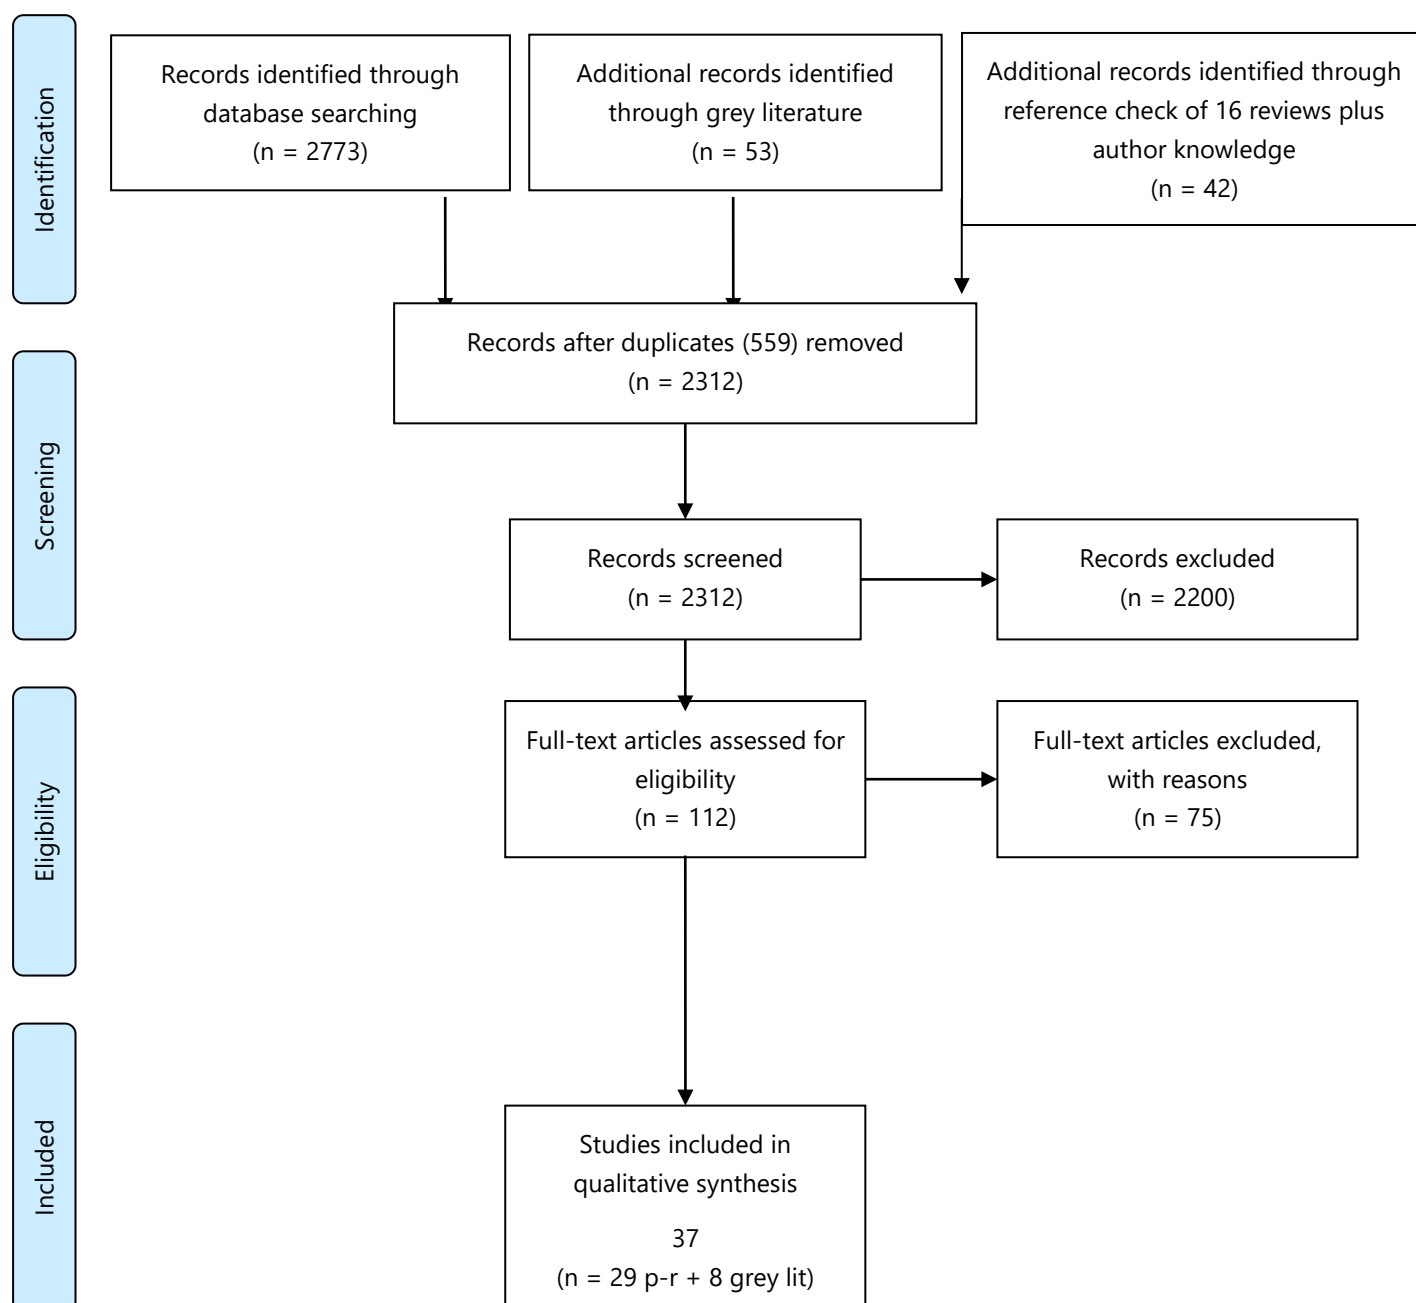 Identification
Records identified through
database searching
(n = 2773)
Additional records identified
through grey literature
(n = 53)
Additional records identified through
reference check of 16 reviews plus
author knowledge
(n = 42)
Records after duplicates (559) removed
(n = 2312)
Screening
Records screened
(n = 2312)
Records excluded
(n = 2200)
Eligibility
Full-text articles assessed for
eligibility
(n = 112)
Full-text articles excluded,
with reasons
(n = 75)
Included
Studies included in
qualitative synthesis
37
(n = 29 p-r + 8 grey lit)